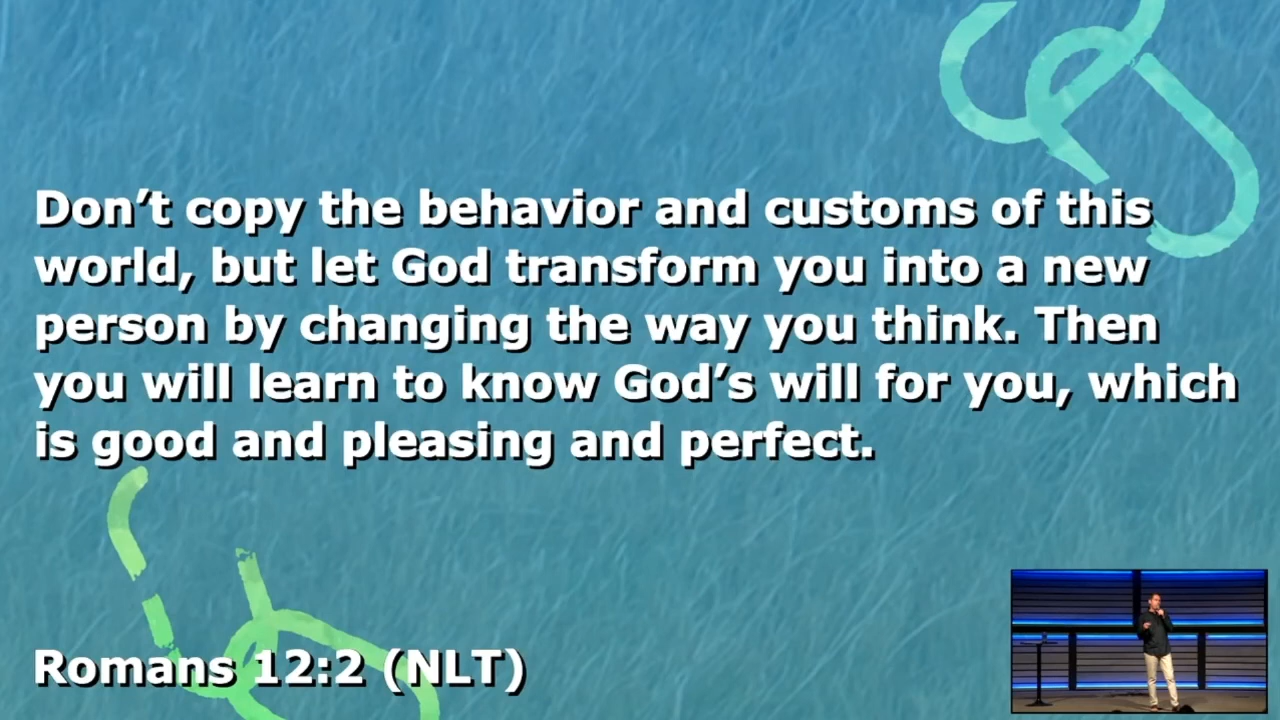 Don’t copy the behavior and customs of this
world, but let God transform you into a new
person by changing the way you think. Then
you will learn to know God’s will for you, which
is good and pleasing and perfect.
Romans 12:2 (NLT)